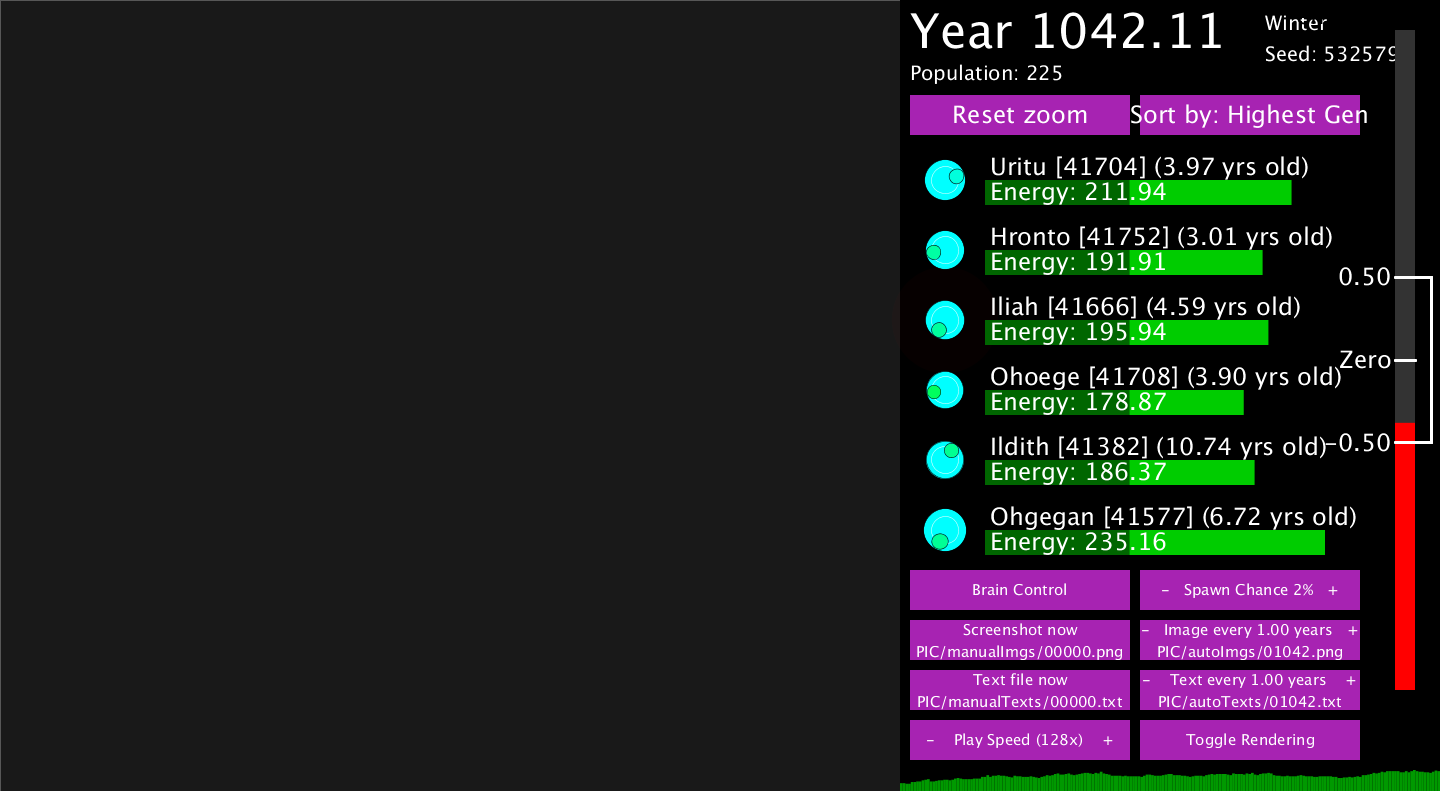 Year 1042.11
Winter
Seed: 532579
Population: 225
Reset zoom
Sort by: Highest Gen
Uritu [41704] (3.97 yrs old)
Energy: 211.94
Hronto [41752] (3.01 yrs old)
Energy: 191.91
0.50
Iliah [41666] (4.59 yrs old)
Energy: 195.94
Zero
Ohoege [41708] (3.90 yrs old)
Energy: 178.87
Ildith [41382] (10.74 yrs old)
-0.50
Energy: 186.37
Ohgegan [41577] (6.72 yrs old)
Energy: 235.16
Brain Control
- Spawn Chance 2% +
Screenshot now
PIC/manualImgs/00000.png
- Image every 1.00 years +
PIC/autoImgs/01042.png
Text file now
PIC/manualTexts/00000.txt
- Text every 1.00 years +
PIC/autoTexts/01042.txt
- Play Speed (128x) +
Toggle Rendering